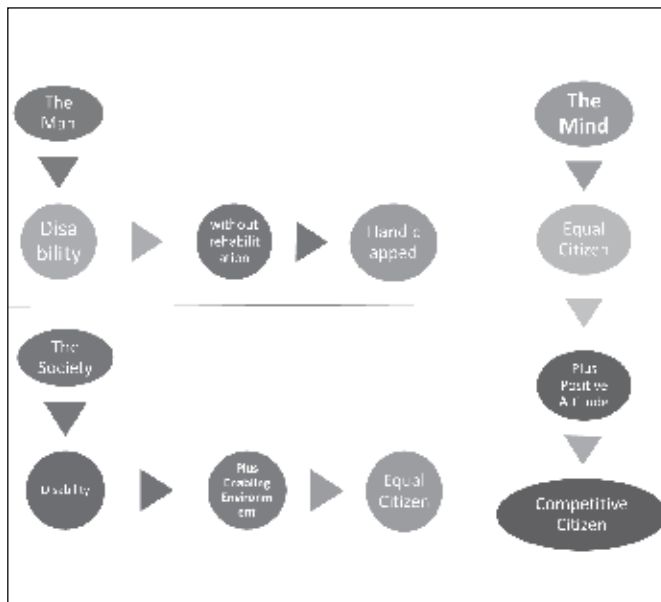 The
Man
Disa
bility
without
rehabilit
ation
Handic
apped
The
Society
Disability
Plus
Enabling
Environm
ent
Equal
Citizen
The
Mind
Equal
Citizen
Plus
Positive
Attitude
Competitive
Citizen